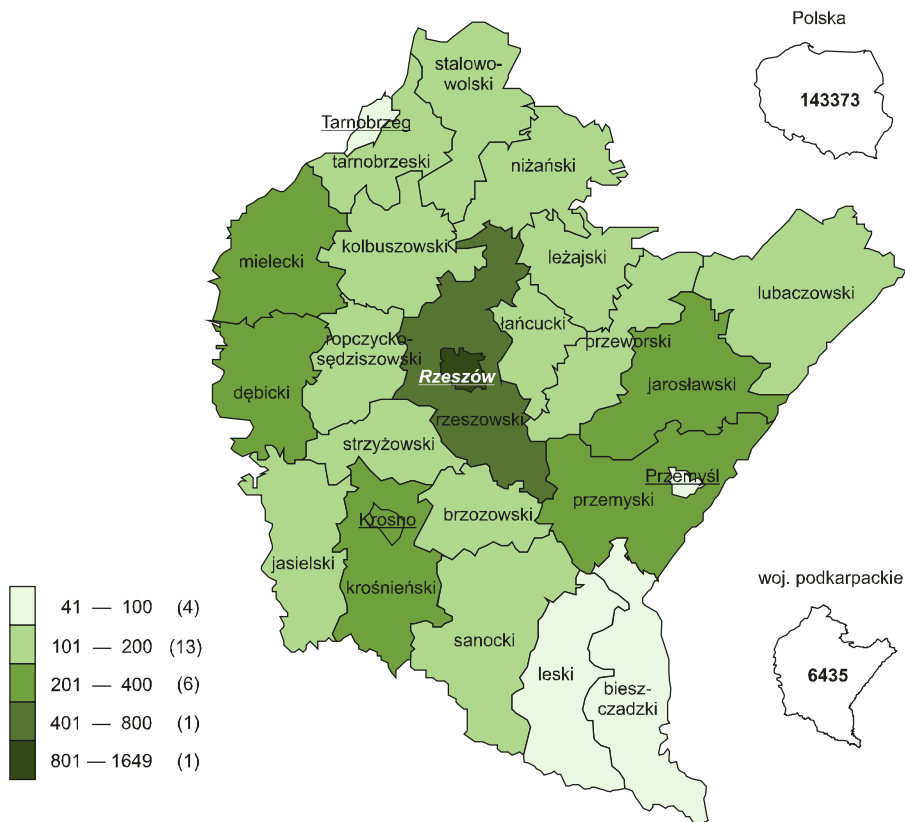 Polska
143373
stalowo-
wolski
Tarnobrzeg
tarnobrzeski
niżański
kolbuszowski
mielecki
leżajski
lubaczowski
łańcucki
ropczycko-
sędziszowski
przeworski
Rzeszów
jarosławski
dębicki
rzeszowski
strzyżowski
Przemyśl
przemyski
brzozowski
Krosno
jasielski
krośnieński
sanocki
leski
biesz-
czadzki
woj. podkarpackie
6435
41 — 100 (4)
101 — 200 (13)
201 — 400 (6)
401 — 800 (1)
801 — 1649 (1)